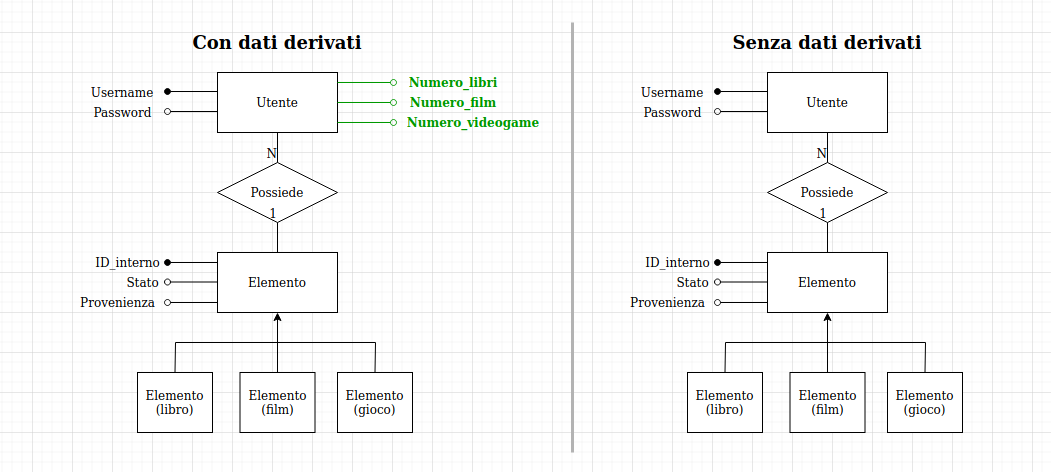 Con dati derivati
Username
Password
Utente
Numero_libri
Numero_film
Numero_videogame
N
Possiede
1
ID_interno
Stato
Provenienza
Elemento
Elemento
(libro)
Elemento
(film)
Elemento
(gioco)
Senza dati derivati
Username
Password
Utente
N
Possiede
1
ID_interno
Stato
Provenienza
Elemento
Elemento
(libro)
Elemento
(film)
Elemento
(gioco)